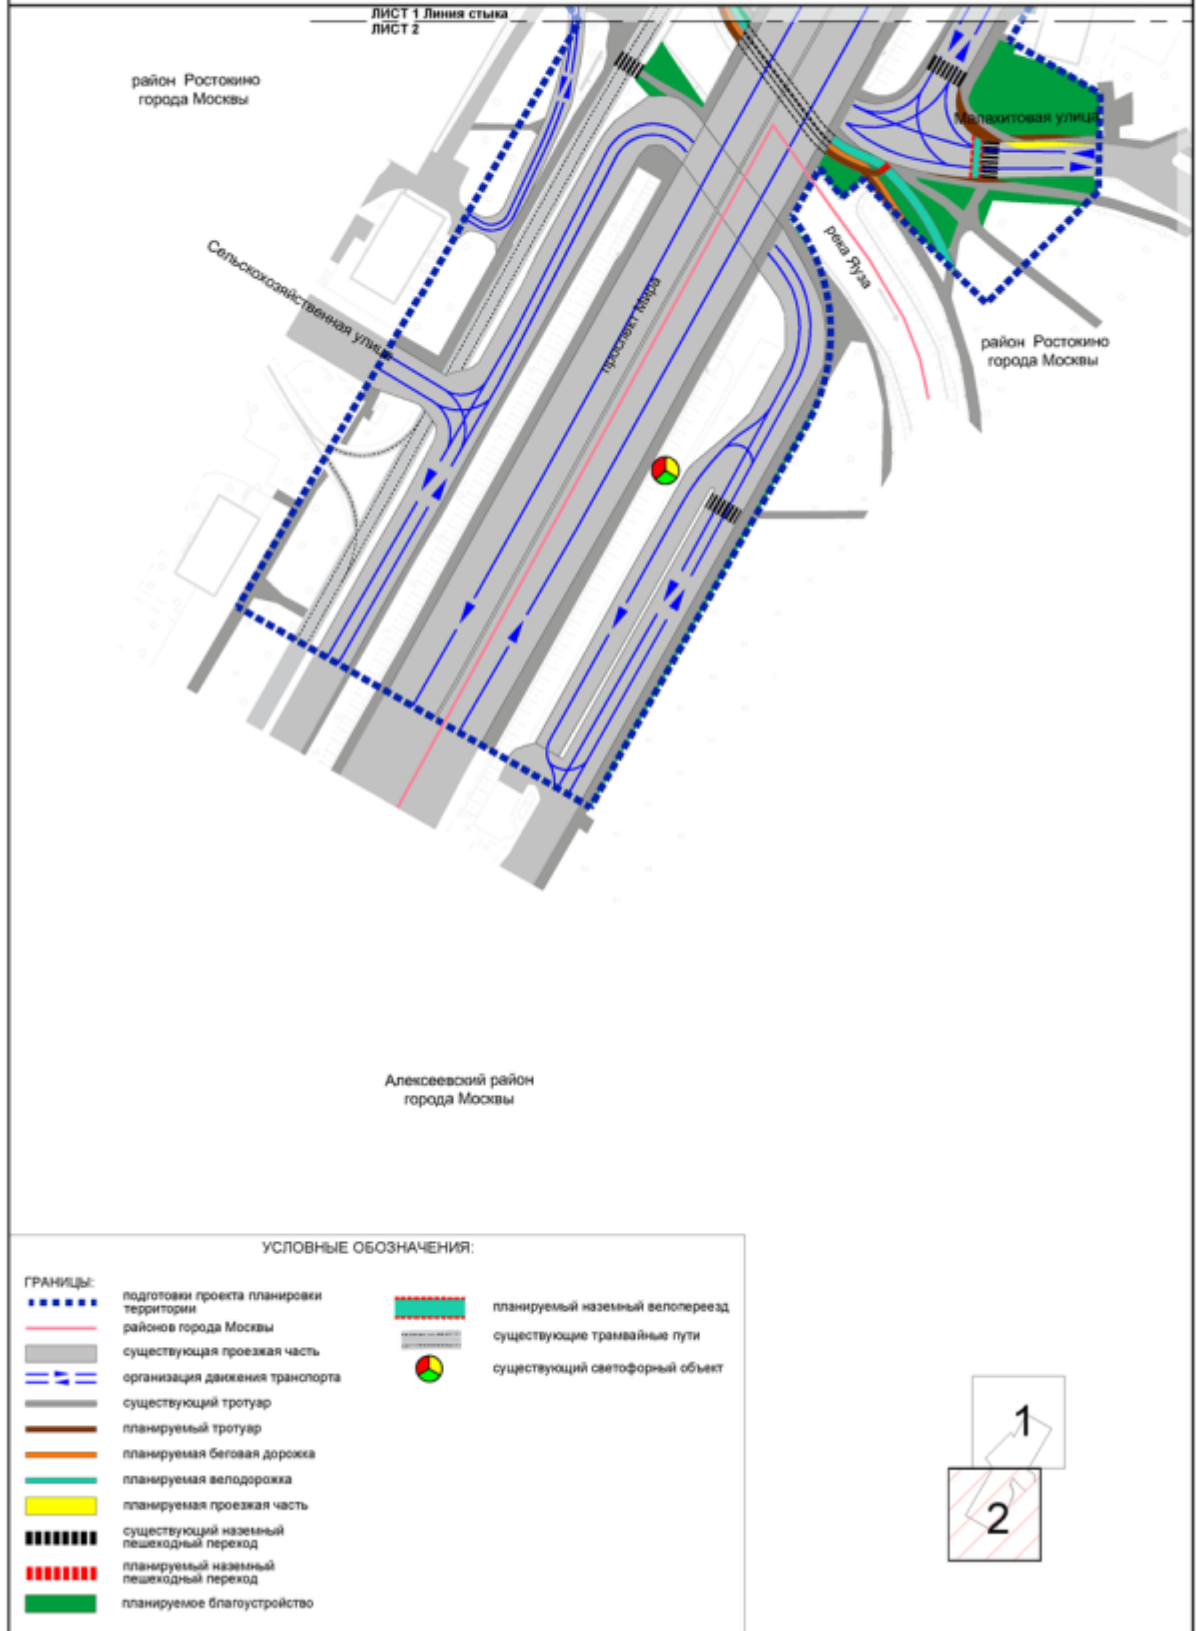 ЛИСТ 1 Линия стыка
ЛИСТ 2
район Ростокино
города Москвы
Малахитовая улица
Сельскохозяйственная улица
проспект Мира
река Яуза
район Ростокино
города Москвы
Алексеевский район
города Москвы
УСЛОВНЫЕ ОБОЗНАЧЕНИЯ:
ГРАНИЦЫ:
подготовки проекта планировки
территории
районов города Москвы
существующая проезжая часть
организация движения транспорта
существующий тротуар
планируемый тротуар
планируемая беговая дорожка
планируемая велодорожка
планируемая проезжая часть
существующий наземный
пешеходный переход
планируемый наземный
пешеходный переход
планируемое благоустройство
планируемый наземный велопереезд
существующие трамвайные пути
существующий светофорный объект
1
2